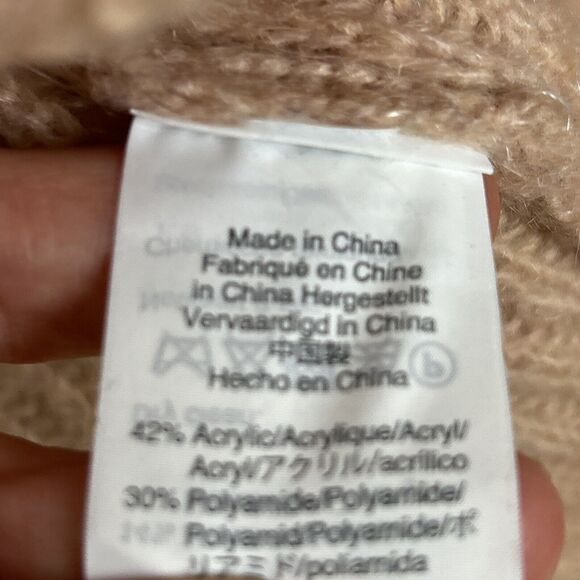 Made in China
Fabriqué en Chine
in China Hergestellt
Vervaardigd in China
中国製
Hecho en China
42% Acrylic/Acrylique/Acryl/
Acryl/アクリル/acrílico
30% Polyamide/Polyamide/
Polyamid/Polyamide/ポ
リアミド/poliamida